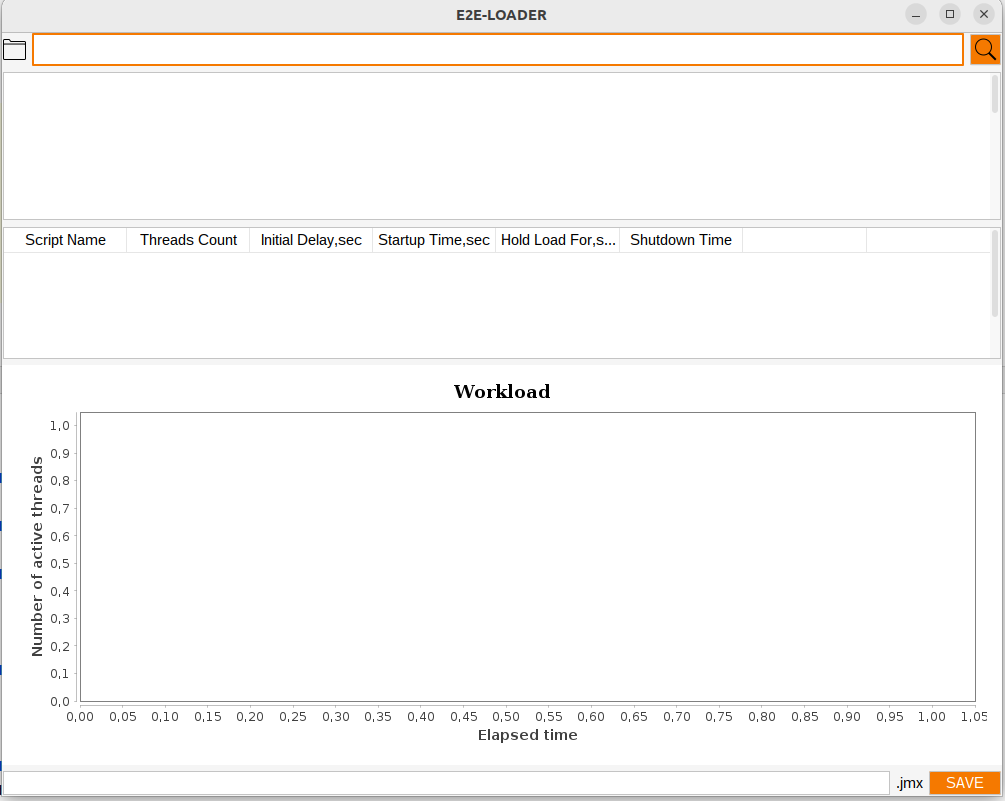 E2E-LOADER
Script Name Threads Count Initial Delay,sec Startup Time,sec Hold Load For,s... Shutdown Time
Workload
Number of active threads
1,0
0,9
0,8
0,7
0,6
0,5
0,4
0,3
0,2
0,1
0,0
0,00 0,05 0,10 0,15 0,20 0,25 0,30 0,35 0,40 0,45 0,50 0,55 0,60 0,65 0,70 0,75 0,80 0,85 0,90 0,95 1,00 1,05
Elapsed time
.jmx SAVE